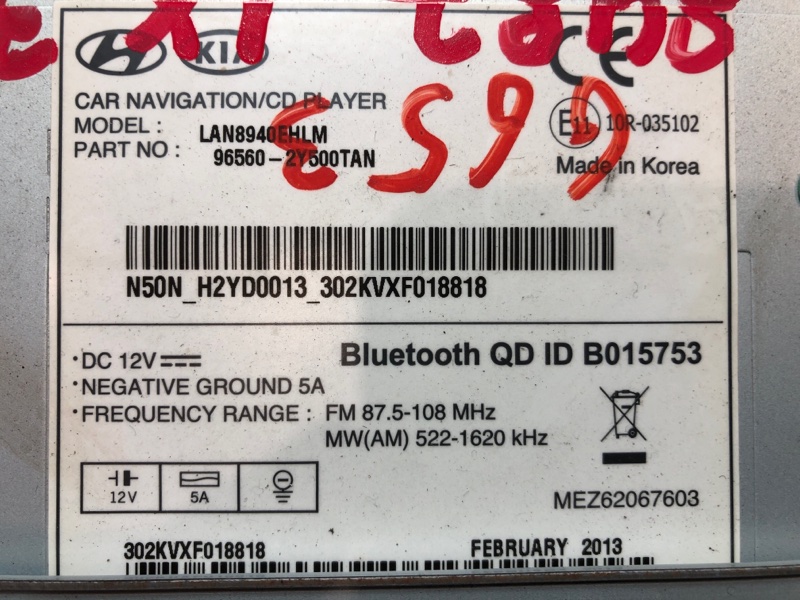 KIA
CE
CAR NAVIGATION/CD PLAYER
MODEL : LAN8940EHLM
PART NO : 96560-2Y500TAN
E11 10R-035102
Made in Korea
N50N_H2YD0013_302KVXF018818
Bluetooth QD ID B015753
·DC 12V
·NEGATIVE GROUND 5A
·FREQUENCY RANGE : FM 87.5-108 MHz
MW(AM) 522-1620 kHz
12V 5A
MEZ62067603
302KVXF018818 FEBRUARY 2013